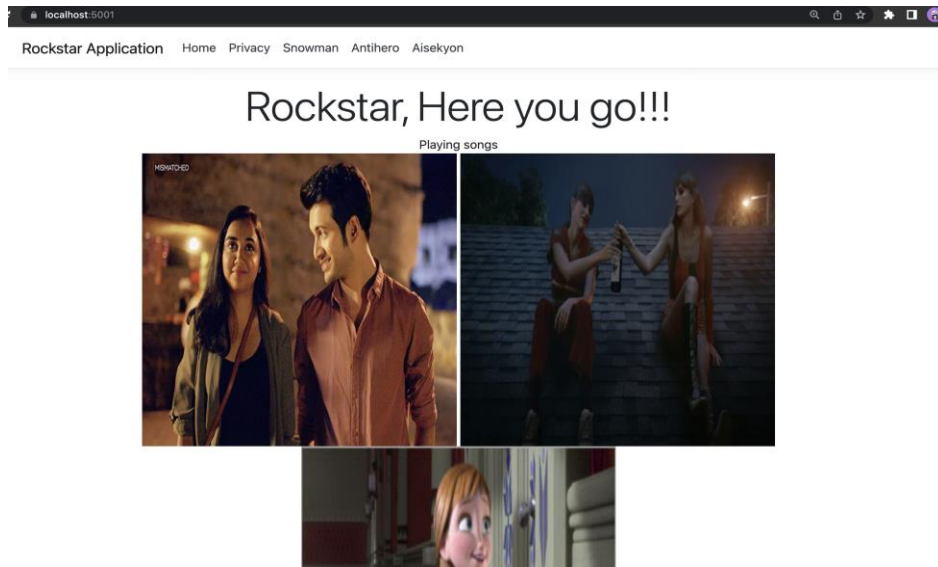 localhost:5001
Rockstar Application Home Privacy Snowman Antihero Aisekyon
Rockstar, Here you go!!!
Playing songs
MISMATCHED